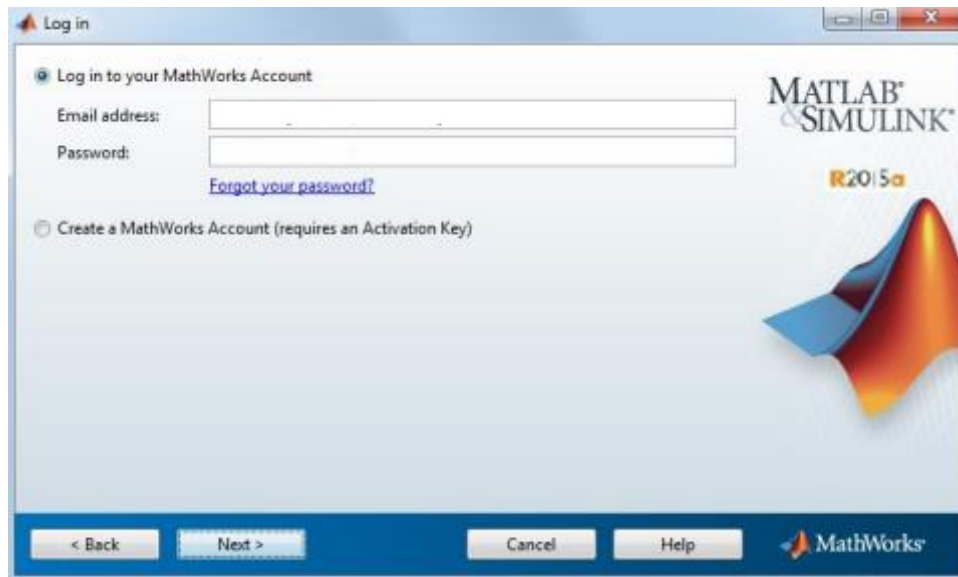 Log in
Log in to your MathWorks Account
Email address:
Password:
Forgot your password?
Create a MathWorks Account (requires an Activation Key)
MATLAB®
&SIMULINK®
R2015a
< Back
Next >
Cancel
Help
MathWorks®